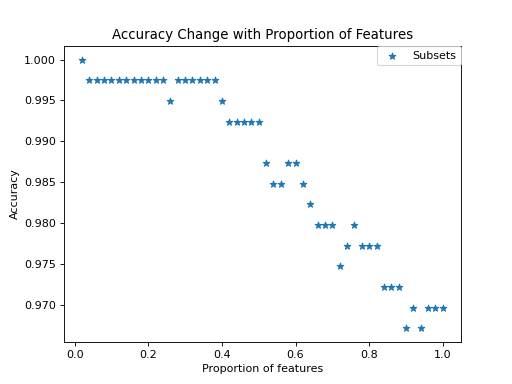 Accuracy Change with Proportion of Features
Subsets
Accuracy
1.000
0.995
0.990
0.985
0.980
0.975
0.970
0.0 0.2 0.4 0.6 0.8 1.0
Proportion of features